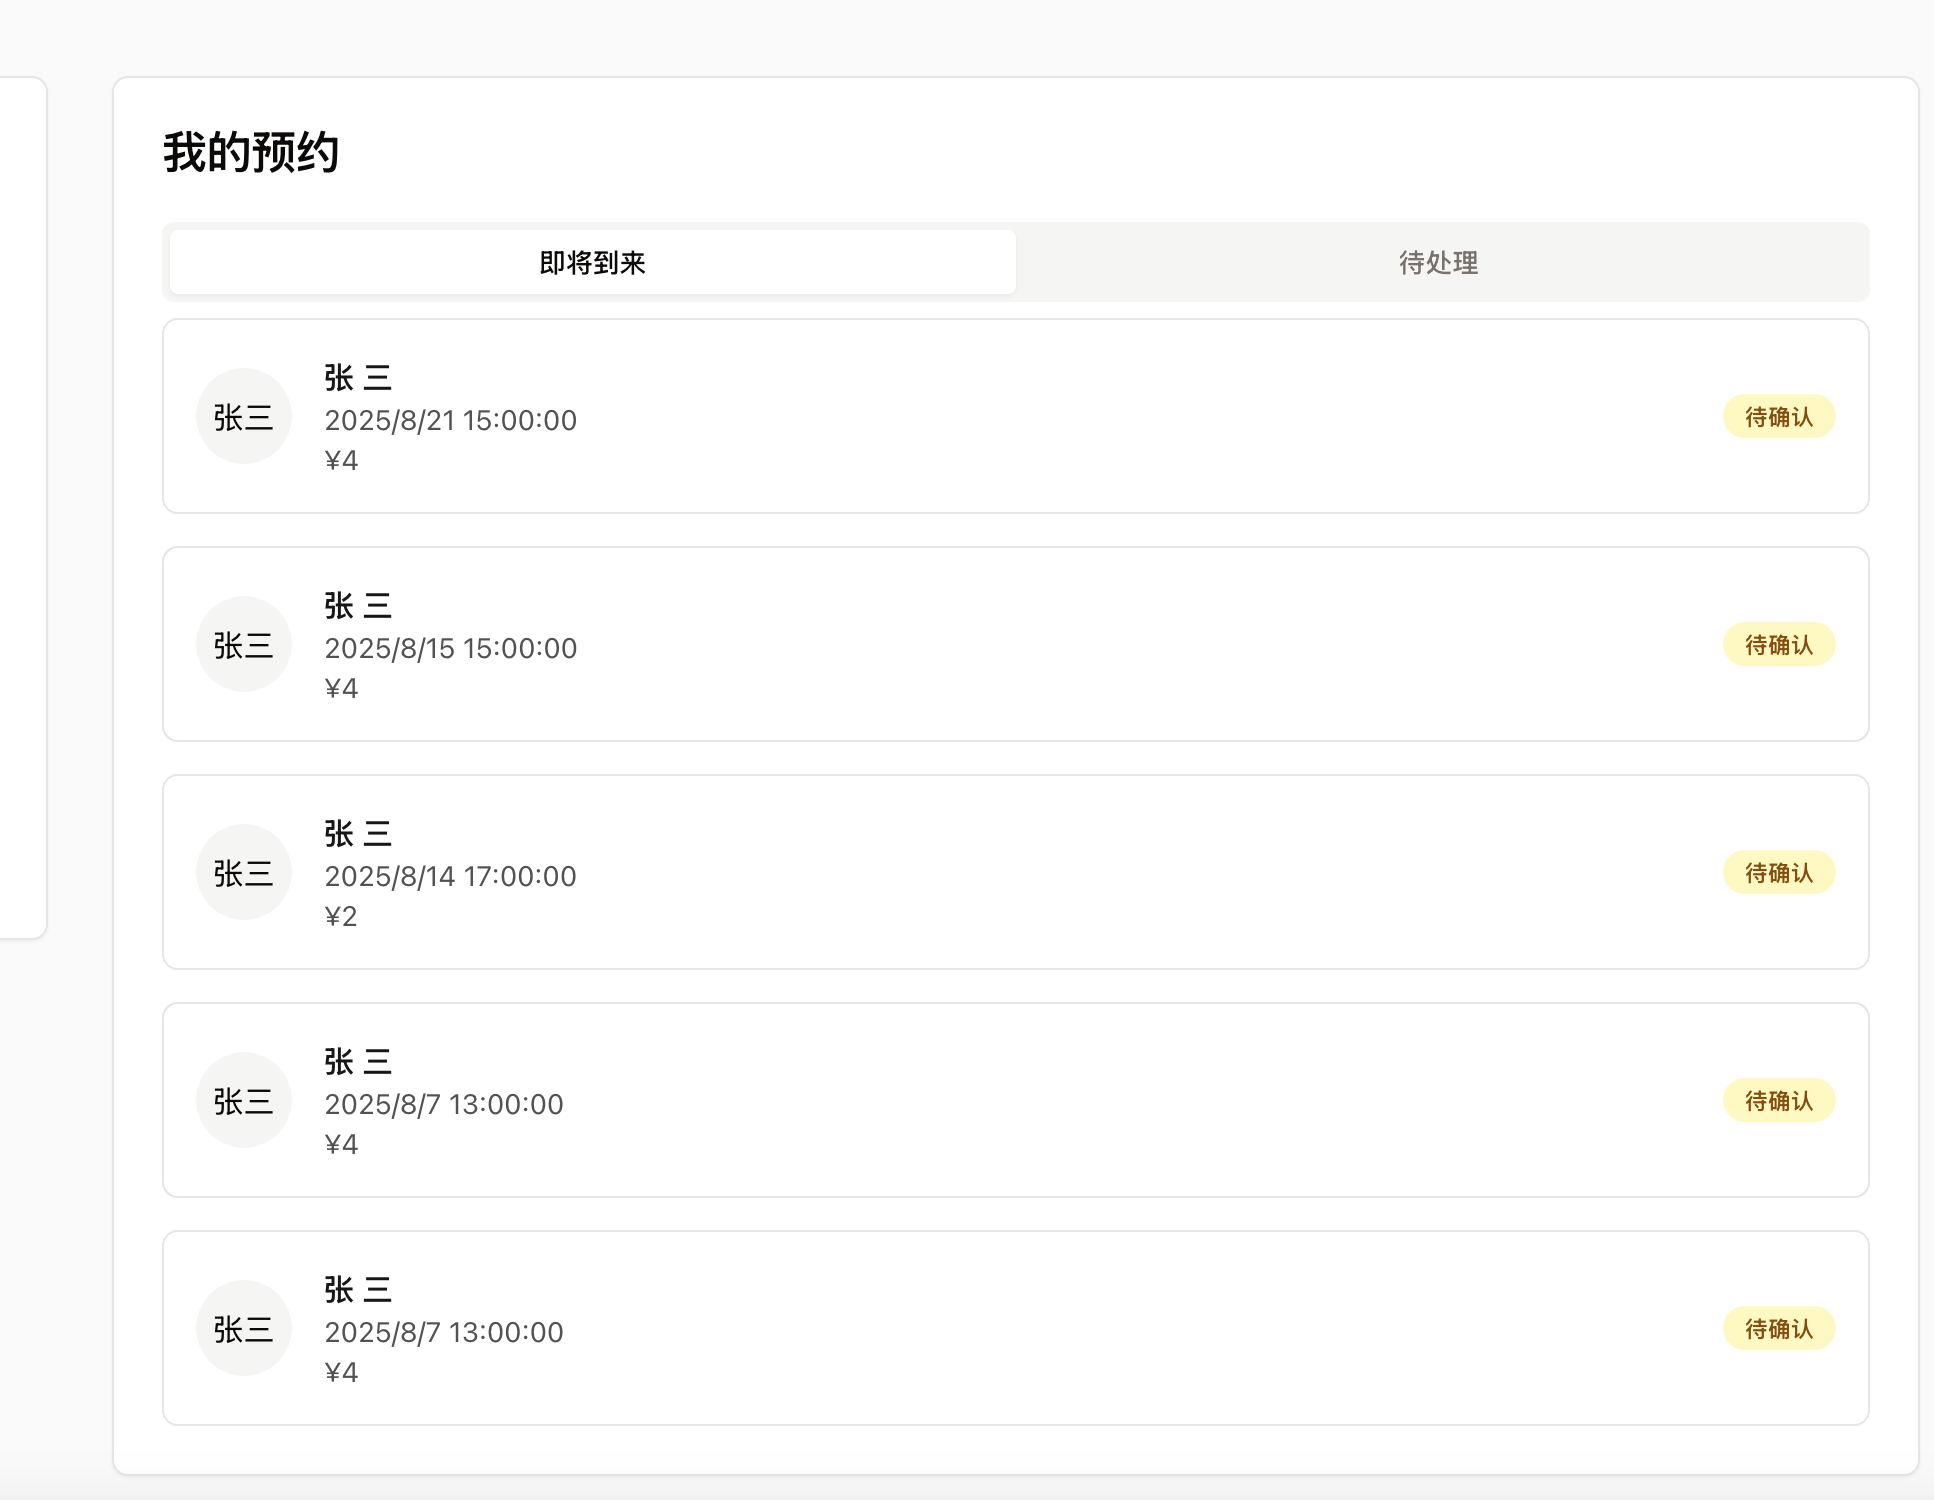 我的预约
即将到来
待处理
张三
张 三
2025/8/21 15:00:00
¥4
待确认
张三
张 三
2025/8/15 15:00:00
¥4
待确认
张三
张 三
2025/8/14 17:00:00
¥2
待确认
张三
张 三
2025/8/7 13:00:00
¥4
待确认
张三
张 三
2025/8/7 13:00:00
¥4
待确认